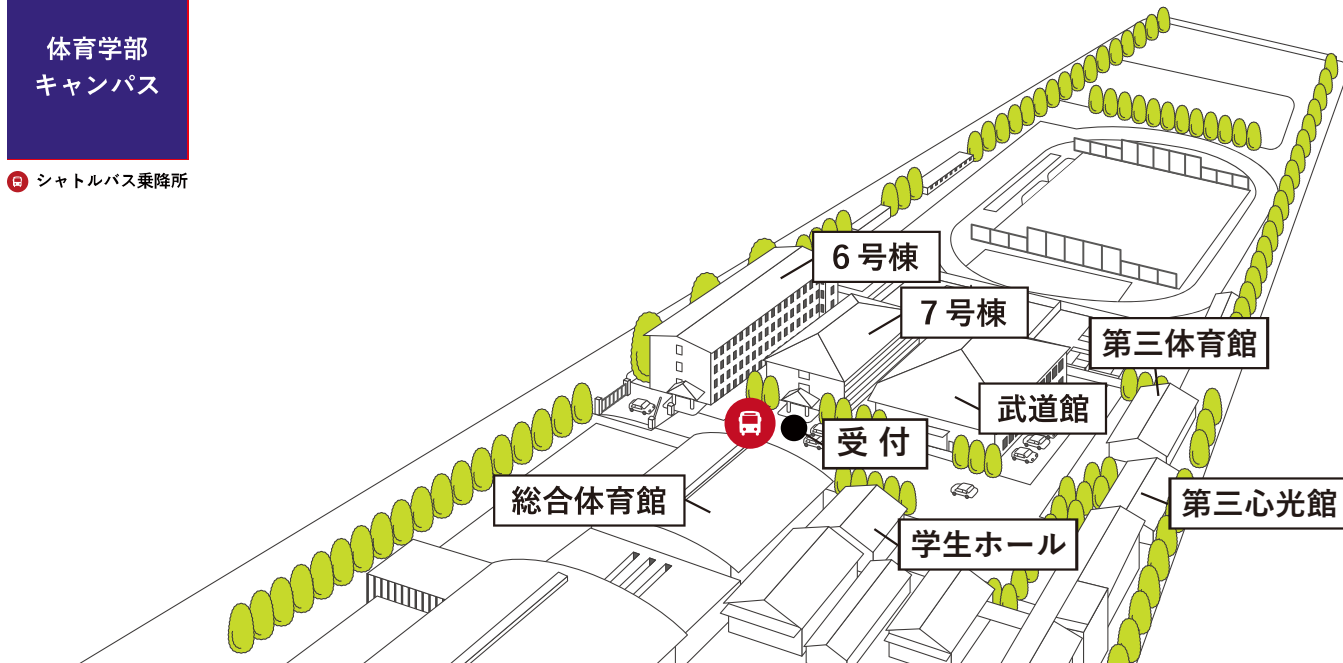 体育学部
キャンパス
シャトルバス乗降所
6号棟
7号棟
第三体育館
武道館
受付
総合体育館
第三心光館
学生ホール